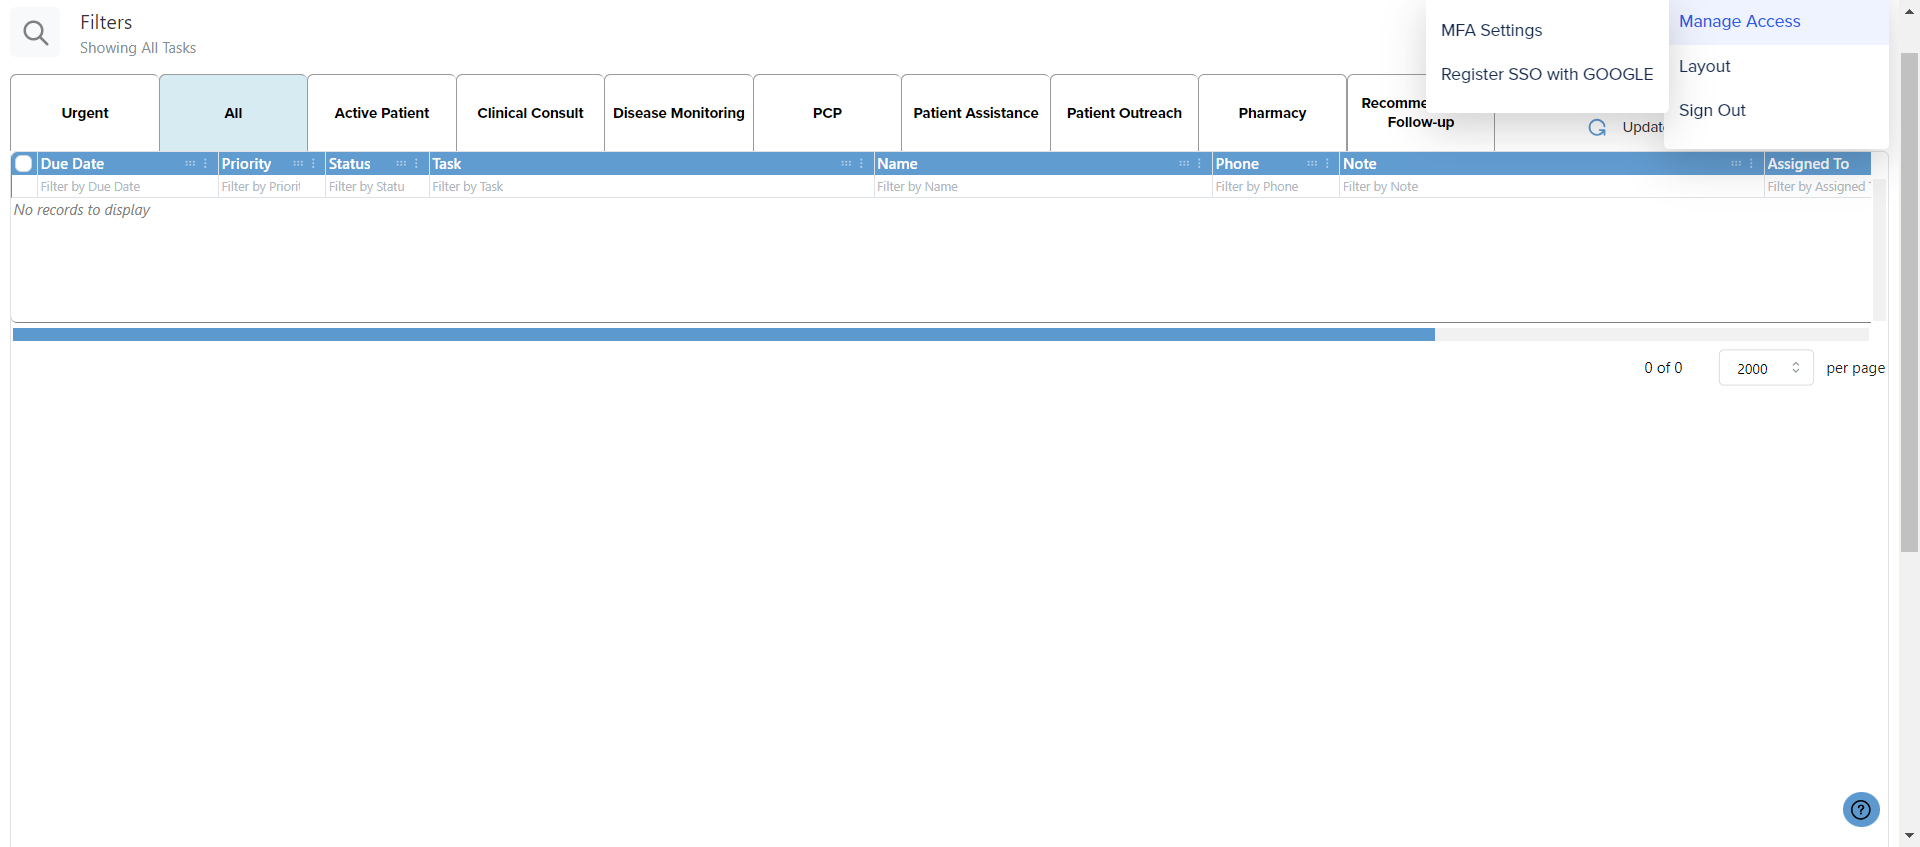 Filters
Showing All Tasks
MFA Settings
Register SSO with GOOGLE
Manage Access
Layout
Sign Out
Urgent
All
Active Patient
Clinical Consult
Disease Monitoring
PCP
Patient Assistance
Patient Outreach
Pharmacy
Recomme
Follow-up
Updat
Due Date
Priority
Status
Task
Name
Phone
Note
Assigned To
Filter by Due Date
Filter by Priorit
Filter by Statu
Filter by Task
Filter by Name
Filter by Phone
Filter by Note
Filter by Assigned
No records to display
0 of 0
2000
per page